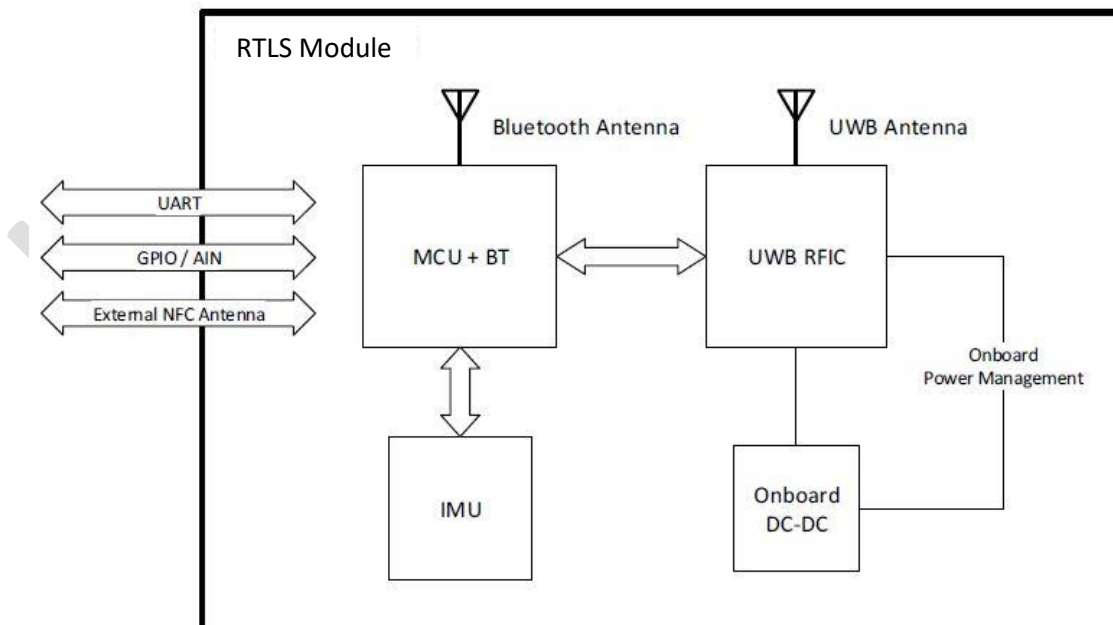 RTLS Module
Bluetooth Antenna
UWB Antenna
UART
GPIO / AIN
External NFC Antenna
MCU + BT
UWB RFIC
Onboard
Power Management
IMU
Onboard
DC-DC